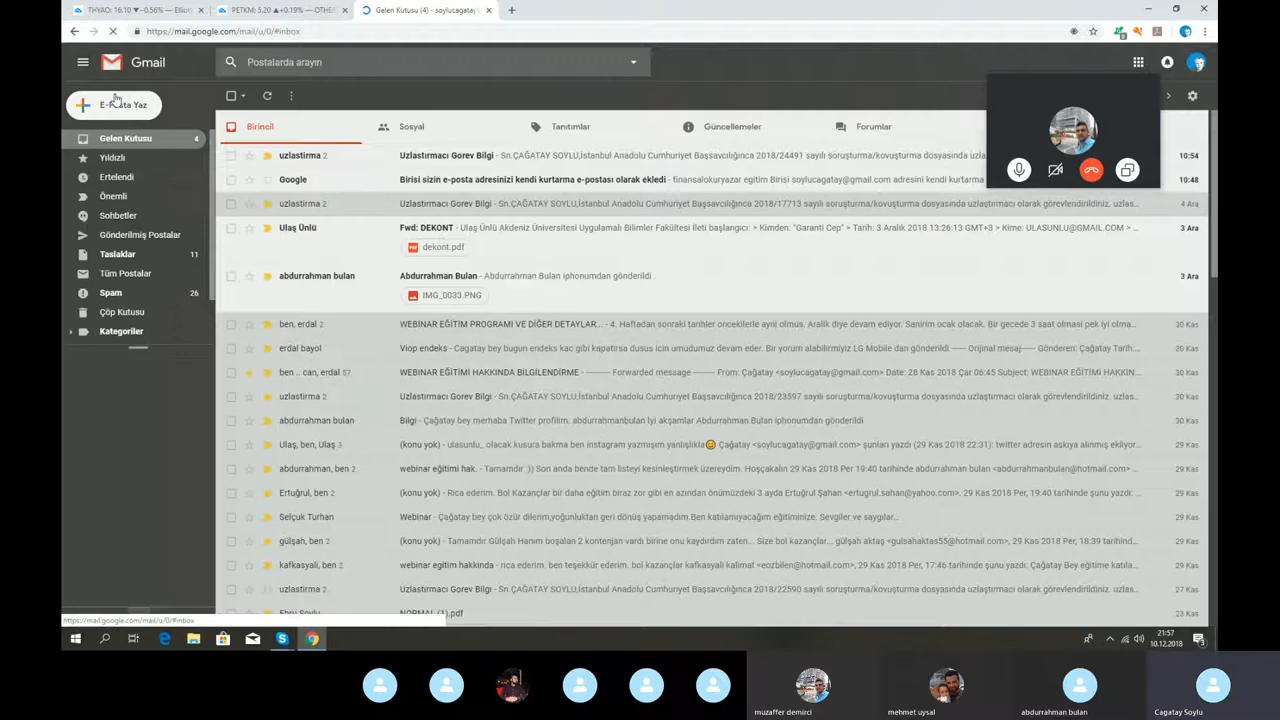 THYAO: 16.10 ▼−0.56% — Elliott
PETKM: 5.20 ▲+0.19% — OTHE
Gelen Kutusu (4) - soylucagatay
https://mail.google.com/mail/u/0/#inbox
Gmail
Postalarda arayın
E-Posta Yaz
Birincil
Sosyal
Tanıtımlar
Güncellemeler
Forumlar
Gelen Kutusu 4
Yıldızlı
Ertelendi
Önemli
Sohbetler
Gönderilmiş Postalar
Taslaklar 11
Tüm Postalar
Spam 26
Çöp Kutusu
Kategoriler
uzlastirma 2 Uzlastırmacı Gorev Bilgi - Sn.ÇAĞATAY SOYLU,İstanbul Anadolu Cumhuriyet Başsavcılığınca 2018/24491 sayılı soruşturma/kovuşturma dosyasında uzlaştırmacı 10:54
Google Birisi sizin e-posta adresinizi kendi kurtarma e-postası olarak ekledi - finansalokuryazar egitim Birisi soylucagatay@gmail.com adresini kendi kurtarma 10:48
uzlastirma 2 Uzlastırmacı Gorev Bilgi - Sn.ÇAĞATAY SOYLU,İstanbul Anadolu Cumhuriyet Başsavcılığınca 2018/17713 sayılı soruşturma/kovuşturma dosyasında uzlaştırmacı olarak görevlendirildiniz. uzlas... 4 Ara
Ulaş Ünlü Fwd: DEKONT - Ulaş Ünlü Akdeniz Üniversitesi Uygulamalı Bilimler Fakültesi İleti başlangıcı: > Kimden: "Garanti Cep" > Tarih: 3 Aralık 2018 13:26:13 GMT+3 > Kime: ULASUNLU@GMAIL.COM > ... 3 Ara
dekont.pdf
abdurrahman bulan Abdurrahman Bulan - Abdurrahman Bulan iphonumdan gönderildi 3 Ara
IMG_0033.PNG
ben, erdal 2 WEBINAR EĞİTİM PROGRAMI VE DİĞER DETAYLAR... - 4. Haftadan sonraki tarihler oncekilerle ayni olmus. Aralik diye devam ediyor. Sanirim ocak olacak. Bir gecede 3 saat olmasi pek iyi olma... 30 Kas
erdal bayol Viop endeks - Cagatay bey bugun endeks kac gibi kapatirsa dusus icin umudumuz devam eder. Bir yorum alabilirmiyiz LG Mobile dan gönderildi ------ Orijinal mesaj------ Gönderen: Çağatay Tarih:... 30 Kas
ben .. can, erdal 57 WEBINAR EĞİTİMİ HAKKINDA BİLGİLENDİRME - ---------- Forwarded message --------- From: Çağatay <soylucagatay@gmail.com> Date: 28 Kas 2018 Çar 06:45 Subject: WEBINAR EĞİTİMİ HAKKIN... 30 Kas
uzlastirma 2 Uzlastırmacı Gorev Bilgi - Sn.ÇAĞATAY SOYLU,İstanbul Anadolu Cumhuriyet Başsavcılığınca 2018/23597 sayılı soruşturma/kovuşturma dosyasında uzlaştırmacı olarak görevlendirildiniz. uzlas... 30 Kas
abdurrahman bulan Bilgi - Çağatay bey merhaba Twitter profilim. abdurrahmanbulan İyi akşamlar Abdurrahman Bulan iphonumdan gönderildi 30 Kas
Ulaş, ben, Ulaş 3 (konu yok) - ulasunlu_ olacak kusura bakma ben instagram yazmışım yanlışlıkla😀 Çağatay <soylucagatay@gmail.com> şunları yazdı (29 Kas 2018 22:31): twitter adresin askıya alınmış ekliyor... 29 Kas
abdurrahman, ben 2 webinar eğitimi hak. - Tamamdır :)) Son anda bende tam listeyi kesinleştirmek üzereydim. Hoşçakalın 29 Kas 2018 Per 19:40 tarihinde abdurrahman bulan <abdurrahmanbulan@hotmail.com> ... 29 Kas
Ertuğrul, ben 2 (konu yok) - Rica ederim. Bol Kazançlar bir daha eğitim biraz zor gibi en azından önümüzdeki 3 ayda Ertuğrul Şahan <ertugrul.sahan@yahoo.com>, 29 Kas 2018 Per, 19:40 tarihinde şunu yazdı:... 29 Kas
Selçuk Turhan Webinar - Çağatay bey çok özür dilerim,yoğunluktan geri dönüş yapamadım.Ben katılamıyacağım eğitiminize. Sevgiler ve saygılar... 29 Kas
gülşah, ben 2 (konu yok) - Tamamdır Gülşah Hanım boşalan 2 kontenjan vardı birine onu kaydırdım zaten... Size bol kazançlar... gülşah aktaş <gulsahaktas55@hotmail.com>, 29 Kas 2018 Per, 18:39 tarihinde şu... 29 Kas
kafkasyali, ben 2 webinar egitim hakkinda - rica ederim. ben teşekkür ederim. bol kazançlar kafkasyali kalimat <eozbilen@hotmail.com>, 29 Kas 2018 Per, 17:46 tarihinde şunu yazdı: Çağatay Bey eğitime katıla... 29 Kas
uzlastirma 2 Uzlastırmacı Gorev Bilgi - Sn.ÇAĞATAY SOYLU,İstanbul Anadolu Cumhuriyet Başsavcılığınca 2018/22590 sayılı soruşturma/kovuşturma dosyasında uzlaştırmacı olarak görevlendirildiniz. uzlas... 27 Kas
Ebru Soylu NORMAL (1).pdf 23 Kas
https://mail.google.com/mail/u/0/#inbox
21:57
10.12.2018
muzaffer demirci
mehmet uysal
abdurrahman bulan
Cagatay Soylu